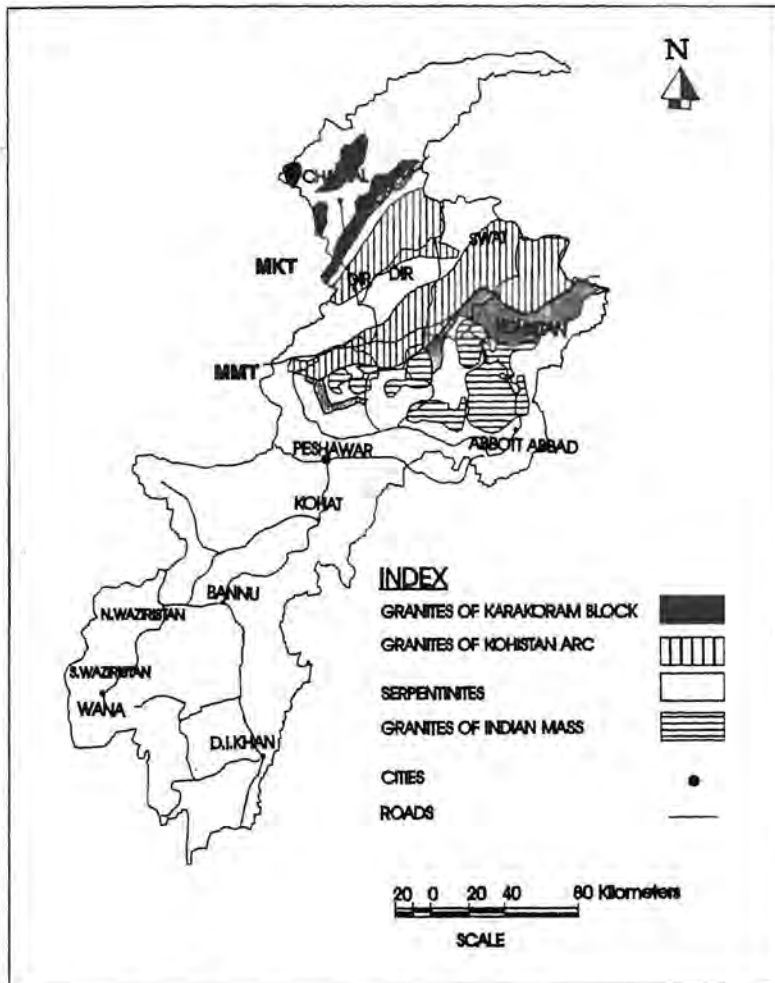 N
CHITRAL
SWAT
MKT
DIR
DIR
KOHISTAN
MMT
PESHAWAR
ABBOTT ABBAD
KOHAT
INDEX
BANNU
GRANITES OF KARAKORAM BLOCK
N.WAZIRISTAN
GRANITES OF KOHISTAN ARC
S.WAZIRISTAN
SERPENTINITES
WANA
GRANITES OF INDIAN MASS
D.I.KHAN
CITIES
ROADS
20 0 20 40 80 Kilometers
SCALE